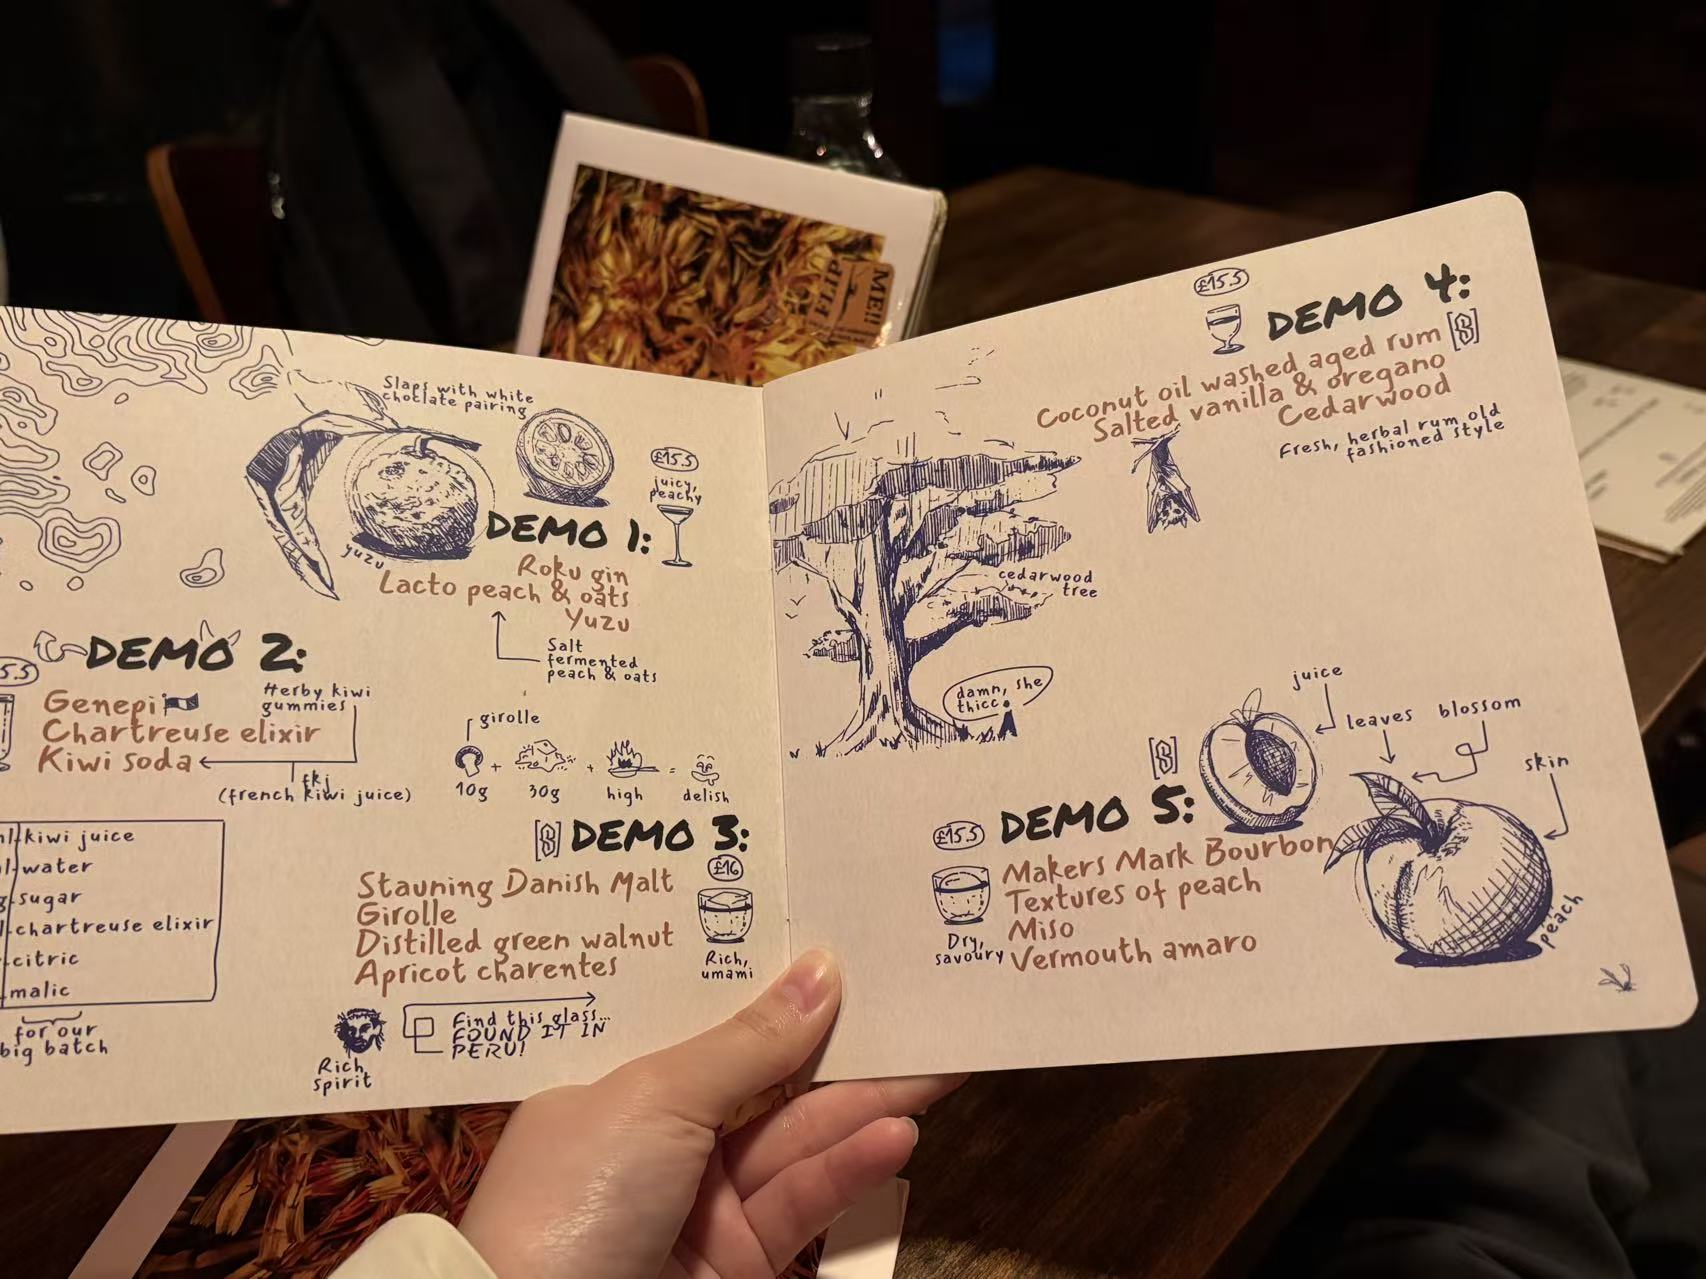 FLIP
ME!!
Slaps with white
choclate pairing
yuzu
£15.5
juicy,
peachy
DEMO 1:
Roku gin
Lacto peach & oats
Yuzu
Salt
fermented
peach & oats
DEMO 2:
5.5
Genepi
Chartreuse elixir
Kiwi soda
Herby kiwi
gummies
fkj
(french kiwi juice)
kiwi juice
water
sugar
chartreuse elixir
citric
malic
for our
big batch
girolle
+ + =
10g 30g high delish
[S] DEMO 3:
£16
Stauning Danish Malt
Girolle
Distilled green walnut
Apricot charentes
Rich,
umami
Rich
spirit
Find this glass...
FOUND IT IN
PERU!
£15.5
DEMO 4:
[S]
Coconut oil washed aged rum
Salted vanilla & oregano
Cedarwood
Fresh, herbal rum old
fashioned style
cedarwood
tree
damn, she
thicc.
juice
leaves
blossom
skin
peach
[S]
£15.5
DEMO 5:
Makers Mark Bourbon
Textures of peach
Miso
Vermouth amaro
Dry,
savoury